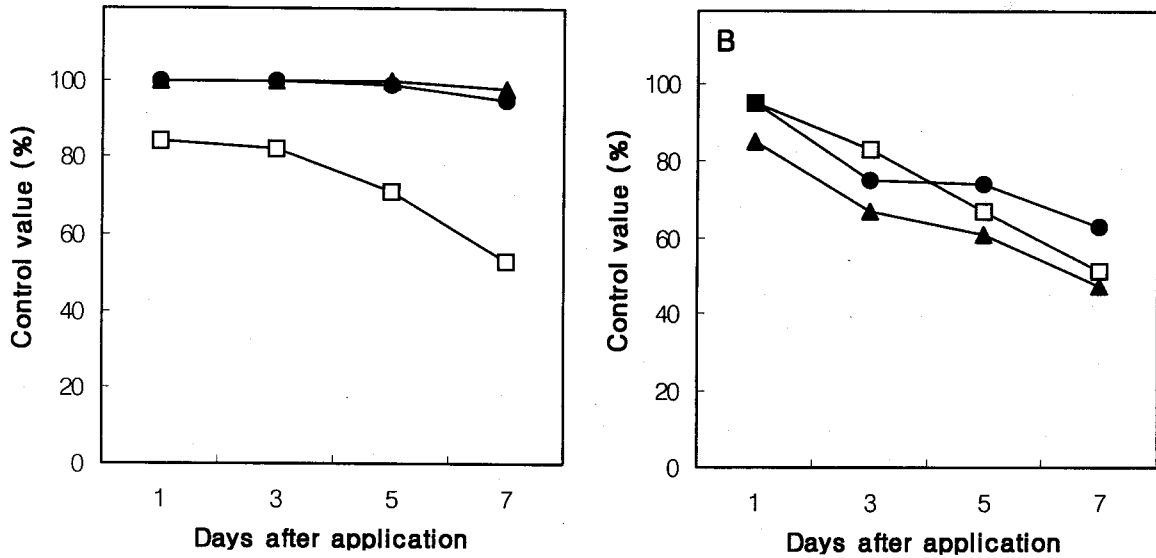 Control value (%)
100
80
60
40
20
0
1 3 5 7
Days after application
B
Control value (%)
100
80
60
40
20
0
1 3 5 7
Days after application